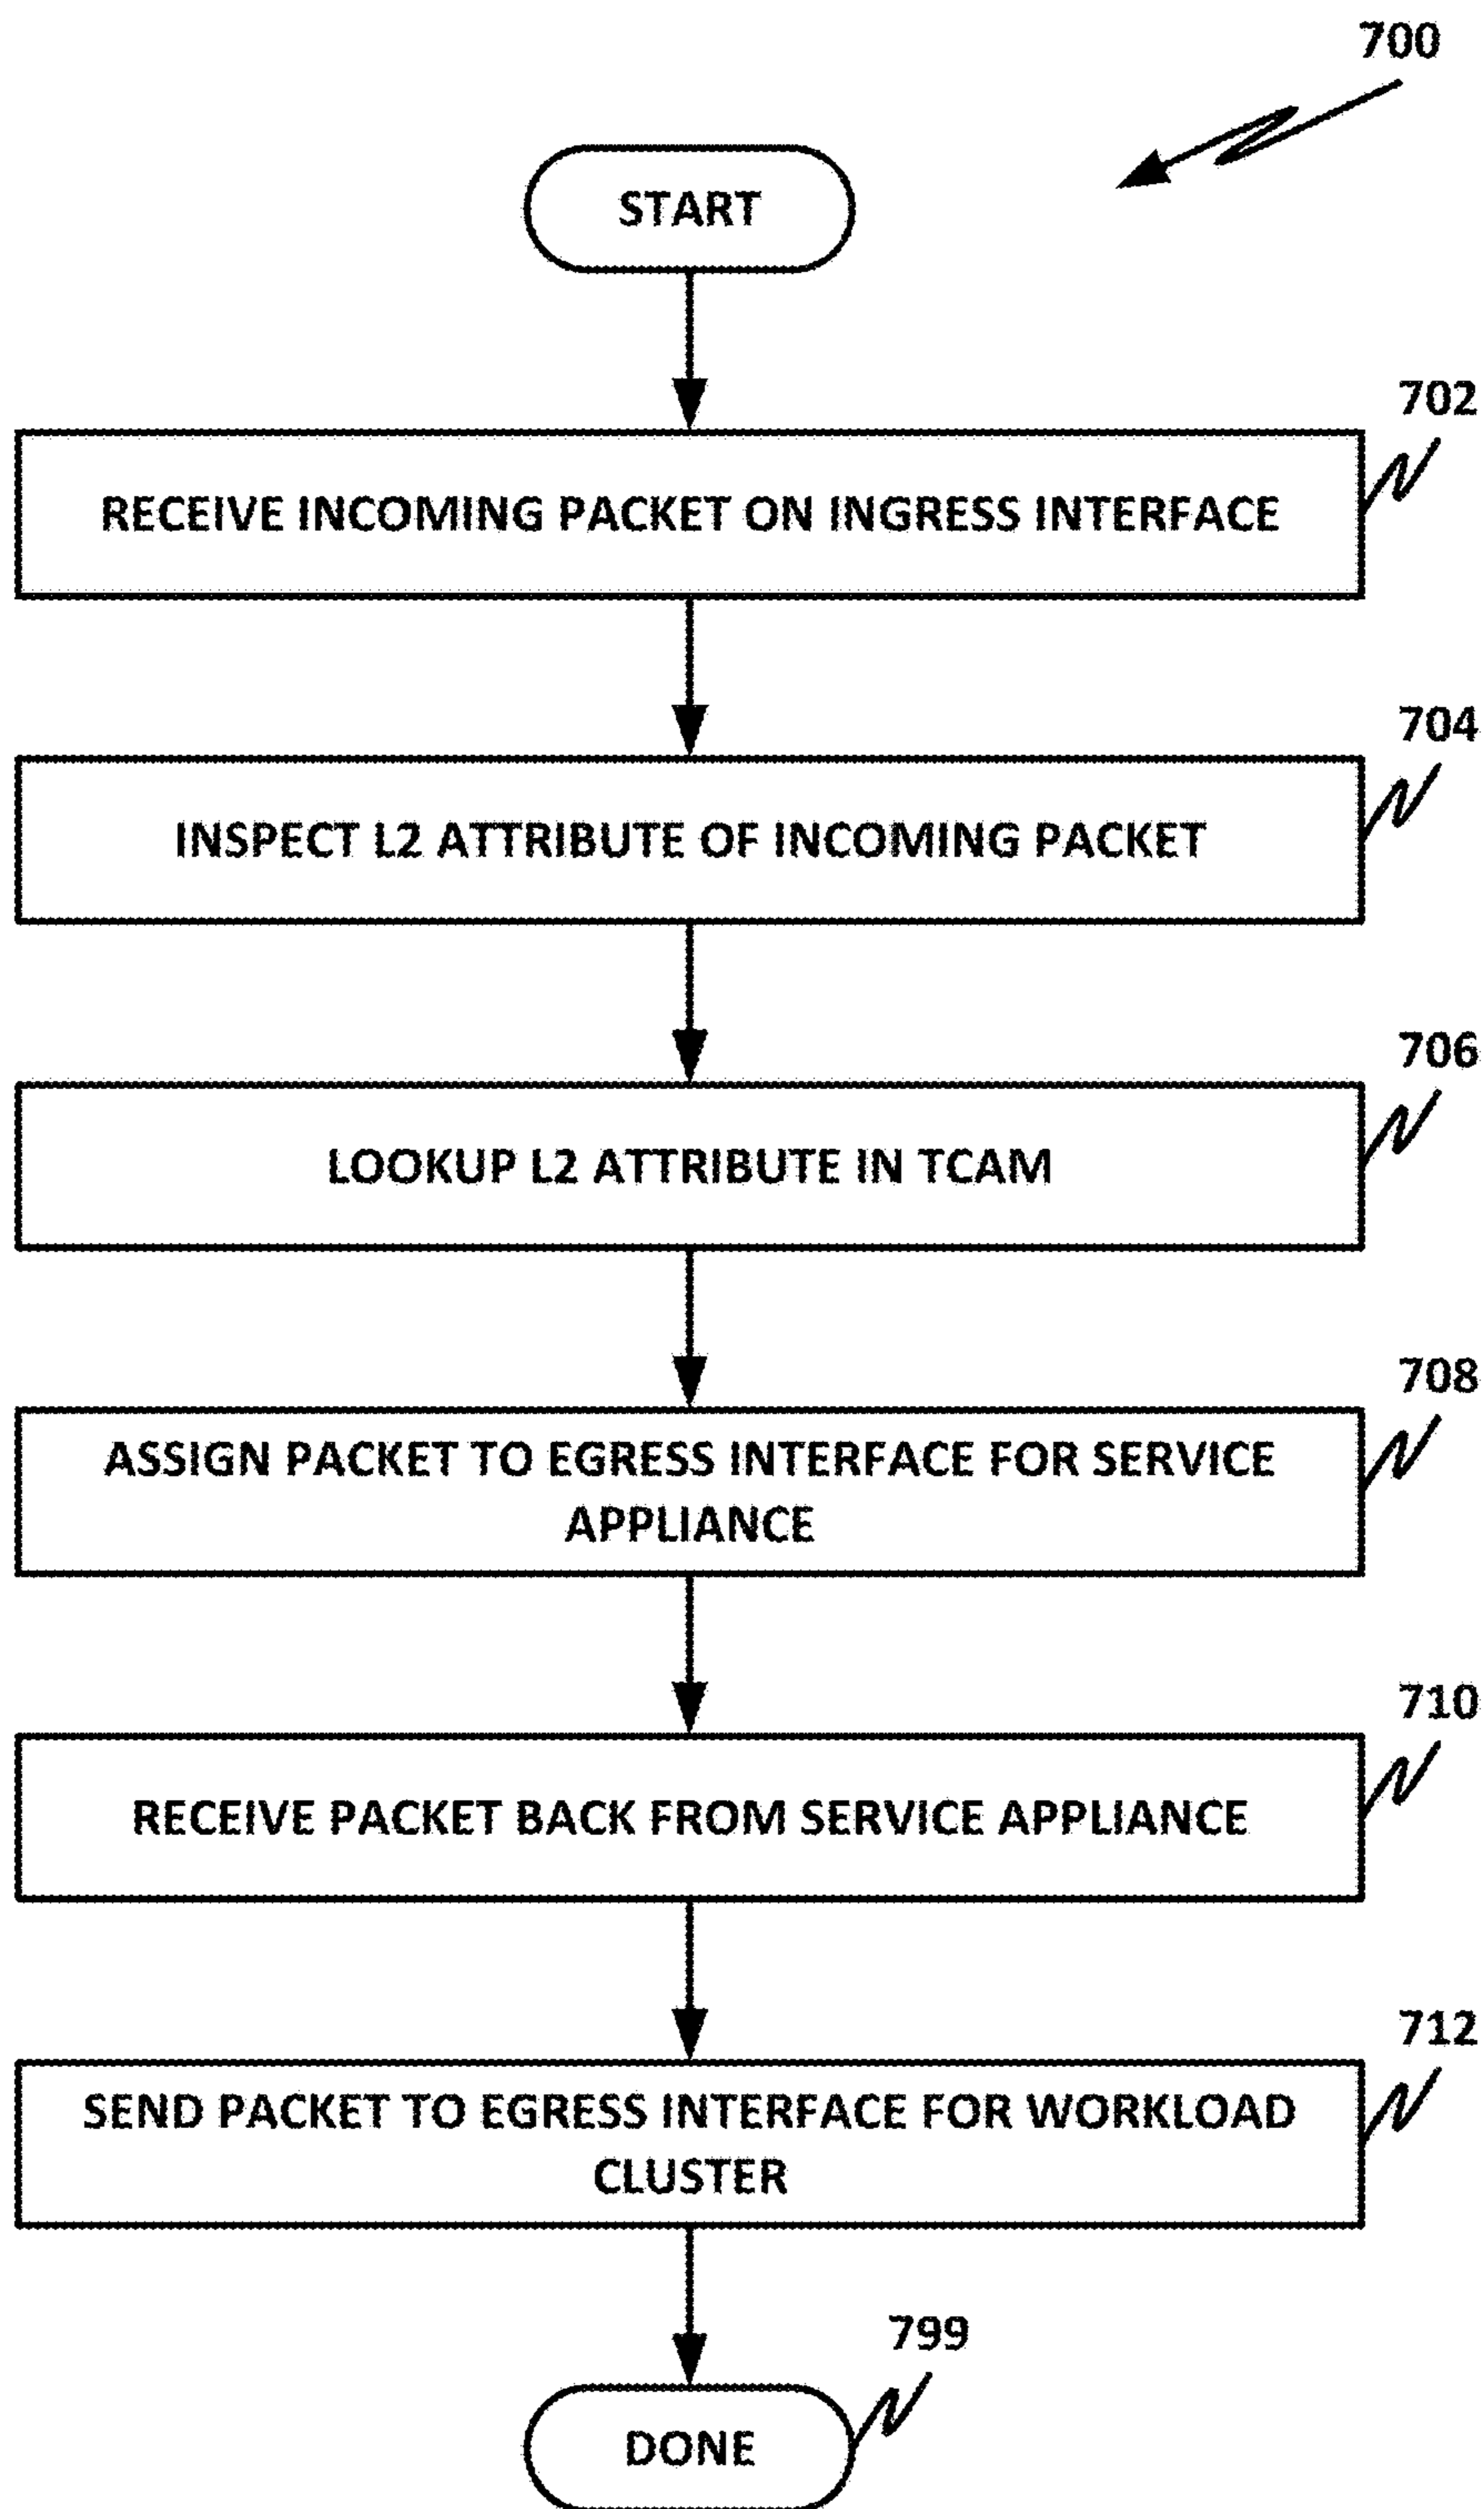 700
START
702
RECEIVE INCOMING PACKET ON INGRESS INTERFACE
704
INSPECT L2 ATTRIBUTE OF INCOMING PACKET
706
LOOKUP L2 ATTRIBUTE IN TCAM
708
ASSIGN PACKET TO EGRESS INTERFACE FOR SERVICE
APPLIANCE
710
RECEIVE PACKET BACK FROM SERVICE APPLIANCE
712
SEND PACKET TO EGRESS INTERFACE FOR WORKLOAD
CLUSTER
799
DONE